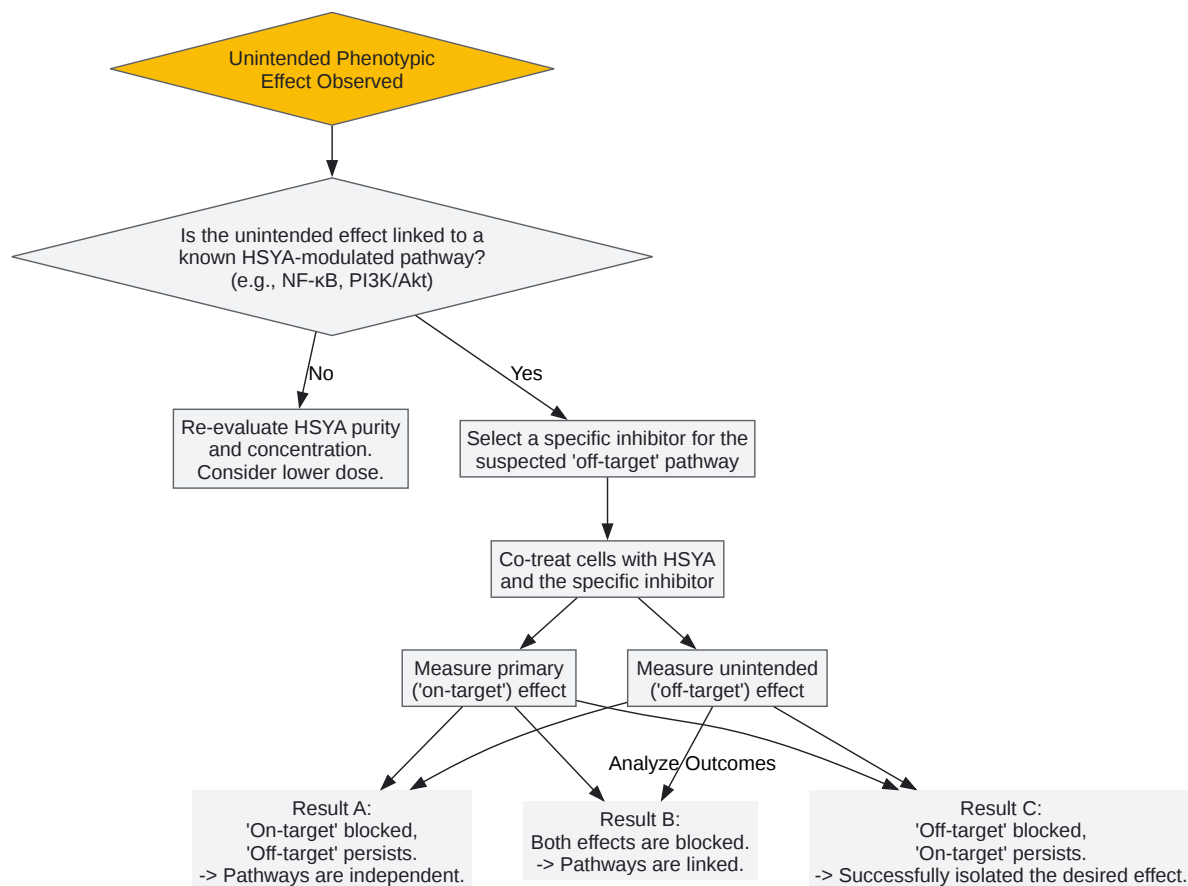 Unintended Phenotypic
Effect Observed
Is the unintended effect linked to a
known HSYA-modulated pathway?
(e.g., NF-κB, PI3K/Akt)
No
Yes
Re-evaluate HSYA purity
and concentration.
Consider lower dose.
Select a specific inhibitor for the
suspected 'off-target' pathway
Co-treat cells with HSYA
and the specific inhibitor
Measure primary
('on-target') effect
Measure unintended
('off-target') effect
Analyze Outcomes
Result A:
'On-target' blocked,
'Off-target' persists.
-> Pathways are independent.
Result B:
Both effects are blocked.
-> Pathways are linked.
Result C:
'Off-target' blocked,
'On-target' persists.
-> Successfully isolated the desired effect.